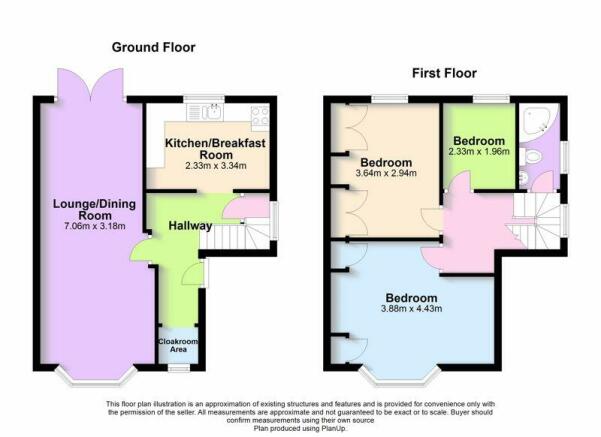 Ground Floor
Kitchen/Breakfast
Room
2.33m x 3.34m
Lounge/Dining
Room
7.06m x 3.18m
Hallway
Cloakroom
Area
First Floor
Bedroom
3.64m x 2.94m
Bedroom
2.33m x 1.96m
Bedroom
3.88m x 4.43m
This floor plan illustration is an approximation of existing structures and features and is provided for convenience only with
the permission of the seller. All measurements are approximate and not guaranteed to be exact or to scale. Buyer should
confirm measurements using their own source
Plan produced using PlanUp.